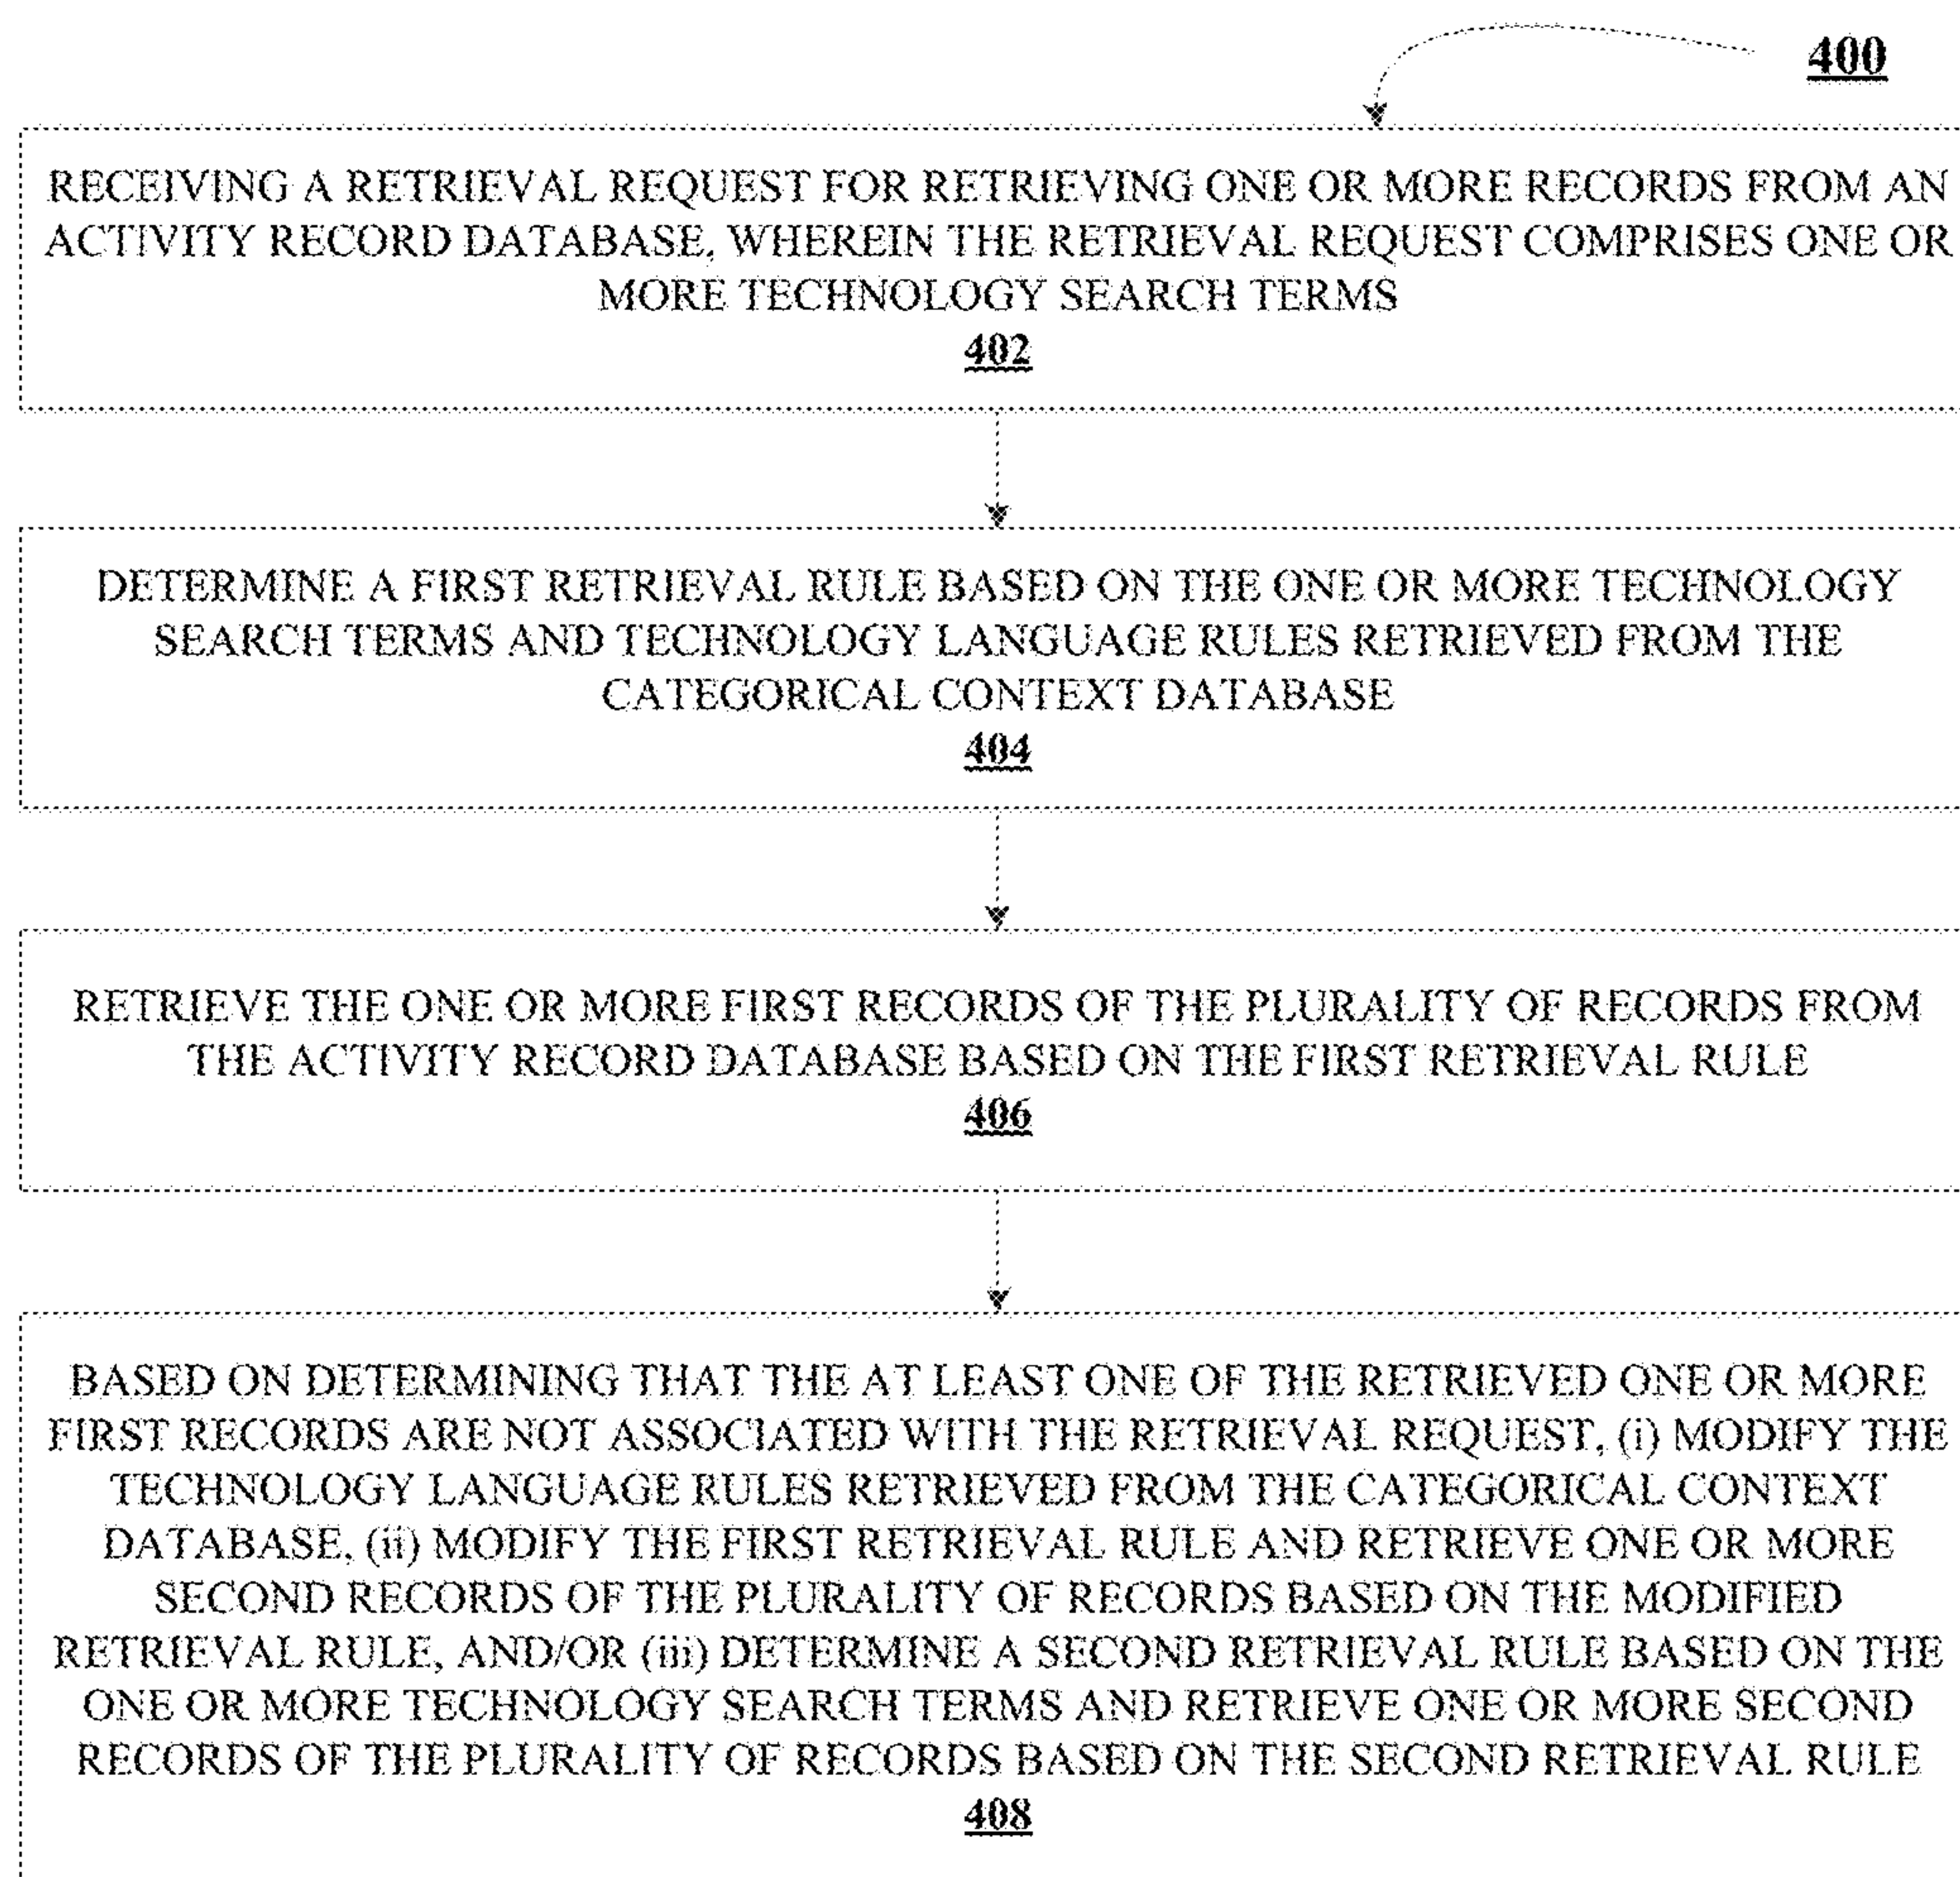 400
RECEIVING A RETRIEVAL REQUEST FOR RETRIEVING ONE OR MORE RECORDS FROM AN
ACTIVITY RECORD DATABASE, WHEREIN THE RETRIEVAL REQUEST COMPRISES ONE OR
MORE TECHNOLOGY SEARCH TERMS
402
DETERMINE A FIRST RETRIEVAL RULE BASED ON THE ONE OR MORE TECHNOLOGY
SEARCH TERMS AND TECHNOLOGY LANGUAGE RULES RETRIEVED FROM THE
CATEGORICAL CONTEXT DATABASE
404
RETRIEVE THE ONE OR MORE FIRST RECORDS OF THE PLURALITY OF RECORDS FROM
THE ACTIVITY RECORD DATABASE BASED ON THE FIRST RETRIEVAL RULE
406
BASED ON DETERMINING THAT THE AT LEAST ONE OF THE RETRIEVED ONE OR MORE
FIRST RECORDS ARE NOT ASSOCIATED WITH THE RETRIEVAL REQUEST, (i) MODIFY THE
TECHNOLOGY LANGUAGE RULES RETRIEVED FROM THE CATEGORICAL CONTEXT
DATABASE, (ii) MODIFY THE FIRST RETRIEVAL RULE AND RETRIEVE ONE OR MORE
SECOND RECORDS OF THE PLURALITY OF RECORDS BASED ON THE MODIFIED
RETRIEVAL RULE, AND/OR (iii) DETERMINE A SECOND RETRIEVAL RULE BASED ON THE
ONE OR MORE TECHNOLOGY SEARCH TERMS AND RETRIEVE ONE OR MORE SECOND
RECORDS OF THE PLURALITY OF RECORDS BASED ON THE SECOND RETRIEVAL RULE
408